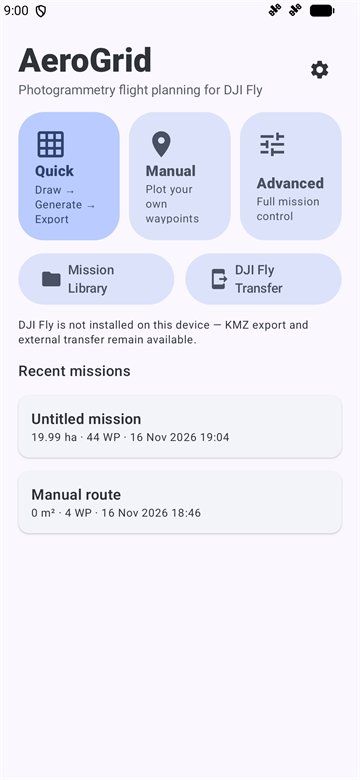 9:00
AeroGrid
Photogrammetry flight planning for DJI Fly
Quick
Draw →
Generate →
Export
Manual
Plot your
own
waypoints
Advanced
Full mission
control
Mission
Library
DJI Fly
Transfer
DJI Fly is not installed on this device — KMZ export and
external transfer remain available.
Recent missions
Untitled mission
19.99 ha · 44 WP · 16 Nov 2026 19:04
Manual route
0 m² · 4 WP · 16 Nov 2026 18:46